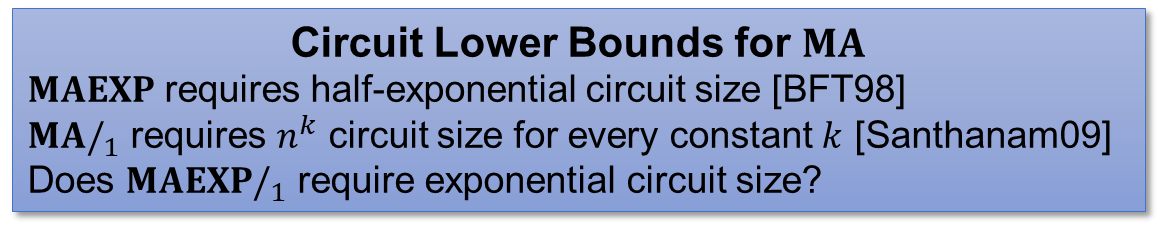 Circuit Lower Bounds for MA
MAEXP requires half-exponential circuit size [BFT98]
MA/₁ requires nᵏ circuit size for every constant k [Santhanam09]
Does MAEXP/₁ require exponential circuit size?